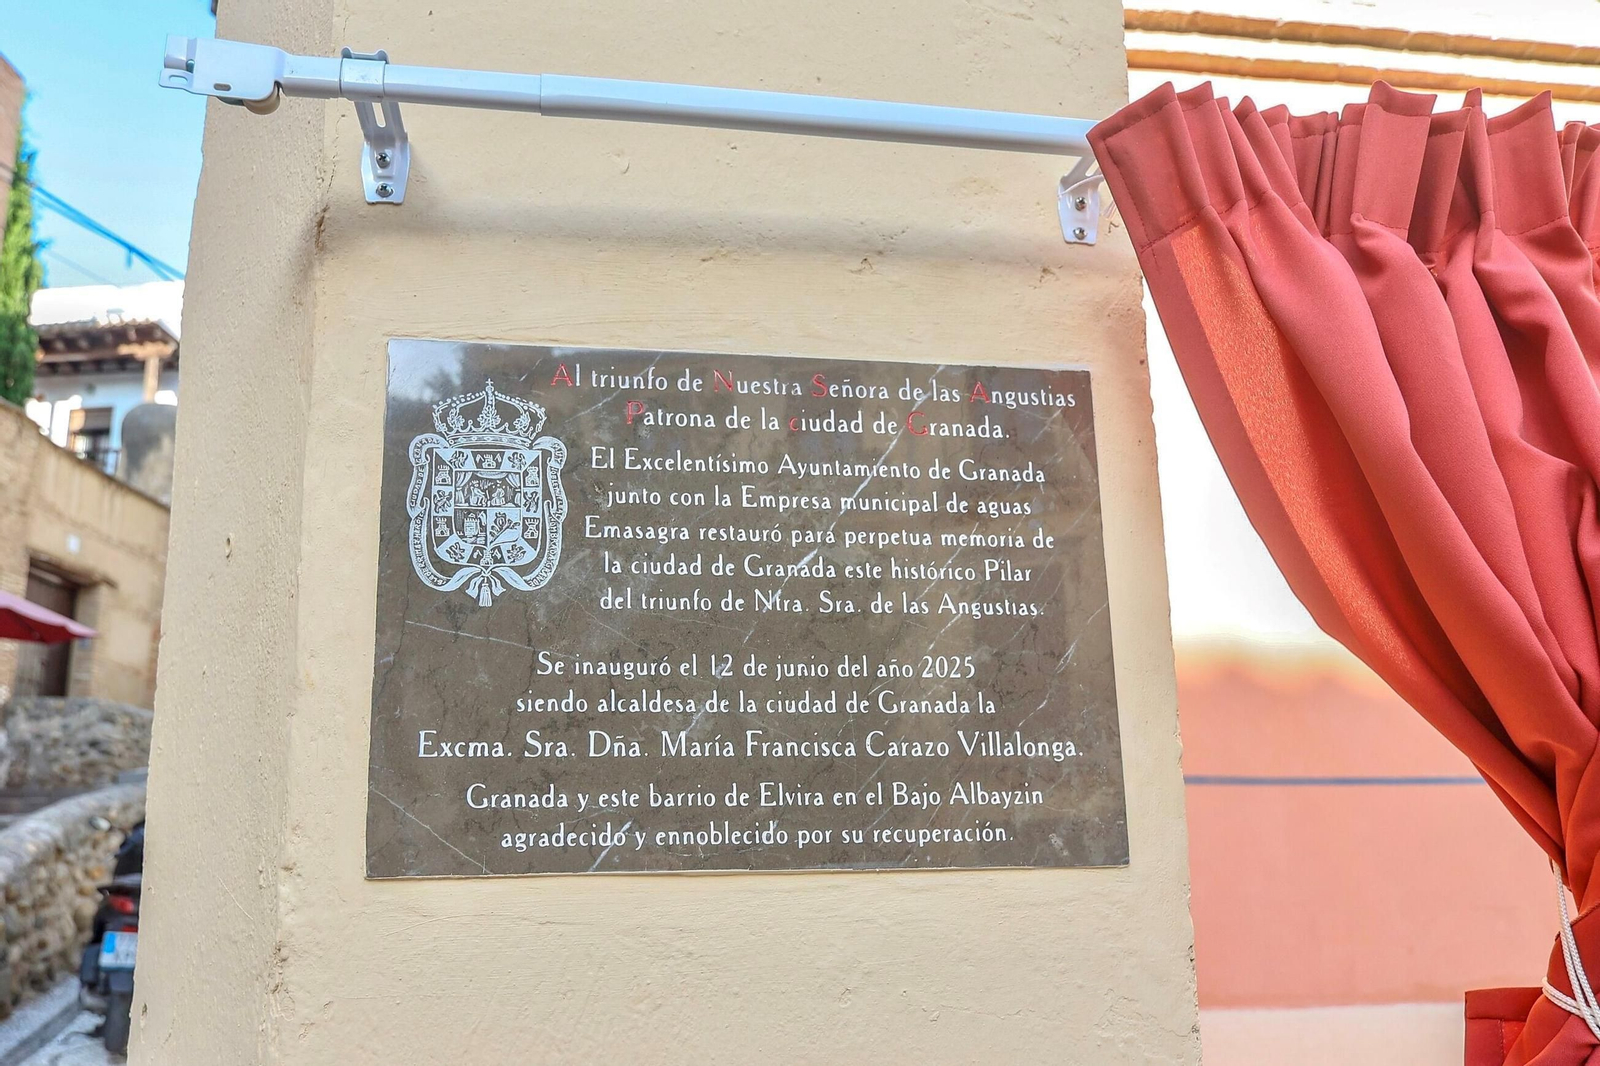 Al triunfo de Nuestra Señora de las Angustias
Patrona de la ciudad de Granada.
El Excelentísimo Ayuntamiento de Granada
junto con la Empresa municipal de aguas
Emasagra restauró para perpetua memoria de
la ciudad de Granada este histórico Pilar
del triunfo de Ntra. Sra. de las Angustias.
Se inauguró el 12 de junio del año 2025
siendo alcaldesa de la ciudad de Granada la
Excma. Sra. Dña. María Francisca Carazo Villalonga.
Granada y este barrio de Elvira en el Bajo Albayzin
agradecido y ennoblecido por su recuperación.